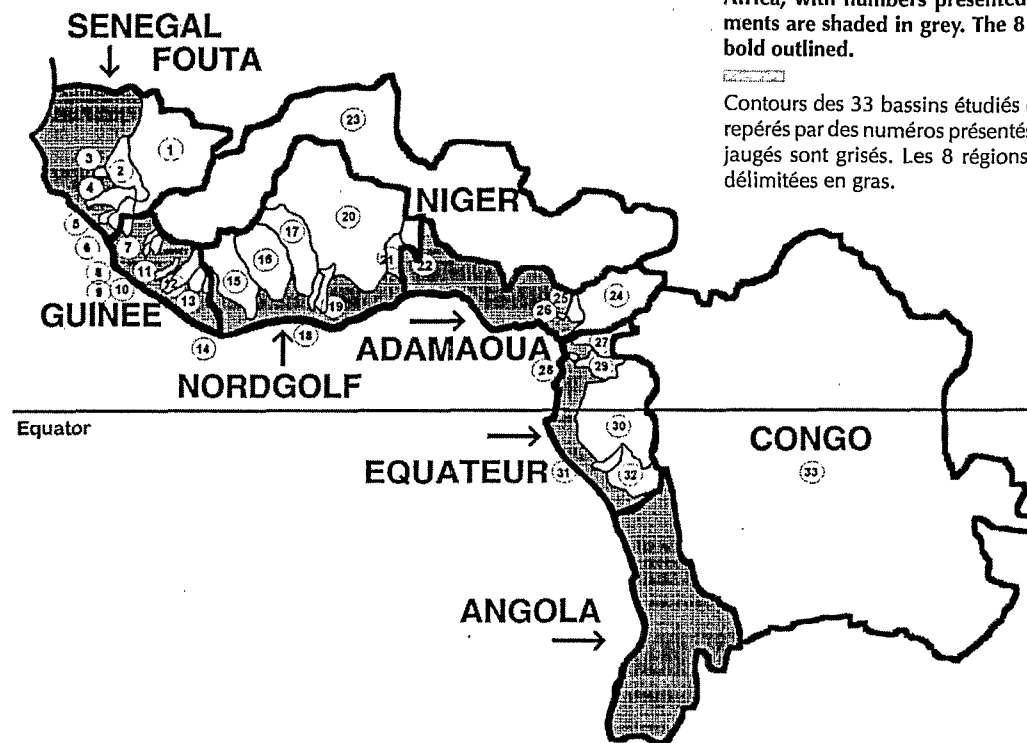 Africa, with numbers presented
ments are shaded in grey. The 8
bold outlined.
Contours des 33 bassins étudiés
repérés par des numéros présentés
jaugés sont grisés. Les 8 régions
délimitées en gras.
SENEGAL
FOUTA
23
1
3
2
4
NIGER
20
17
5
6
7
16
21
22
8
11
15
9
10
12
13
19
25
24
26
GUINEE
18
14
ADAMAOUA
27
28
29
NORDGOLF
Equator
30
CONGO
EQUATEUR
31
32
33
ANGOLA